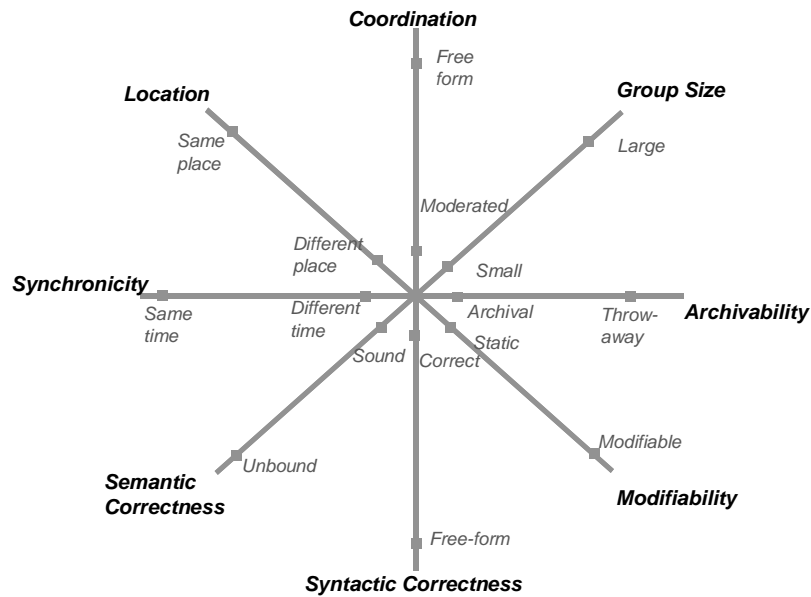 Coordination
Free
form
Location
Group Size
Same
place
Large
Moderated
Different
place
Small
Synchronicity
Same
time
Different
time
Archival
Throw-
away
Archivability
Static
Sound
Correct
Modifiable
Unbound
Semantic
Correctness
Modifiability
Free-form
Syntactic Correctness